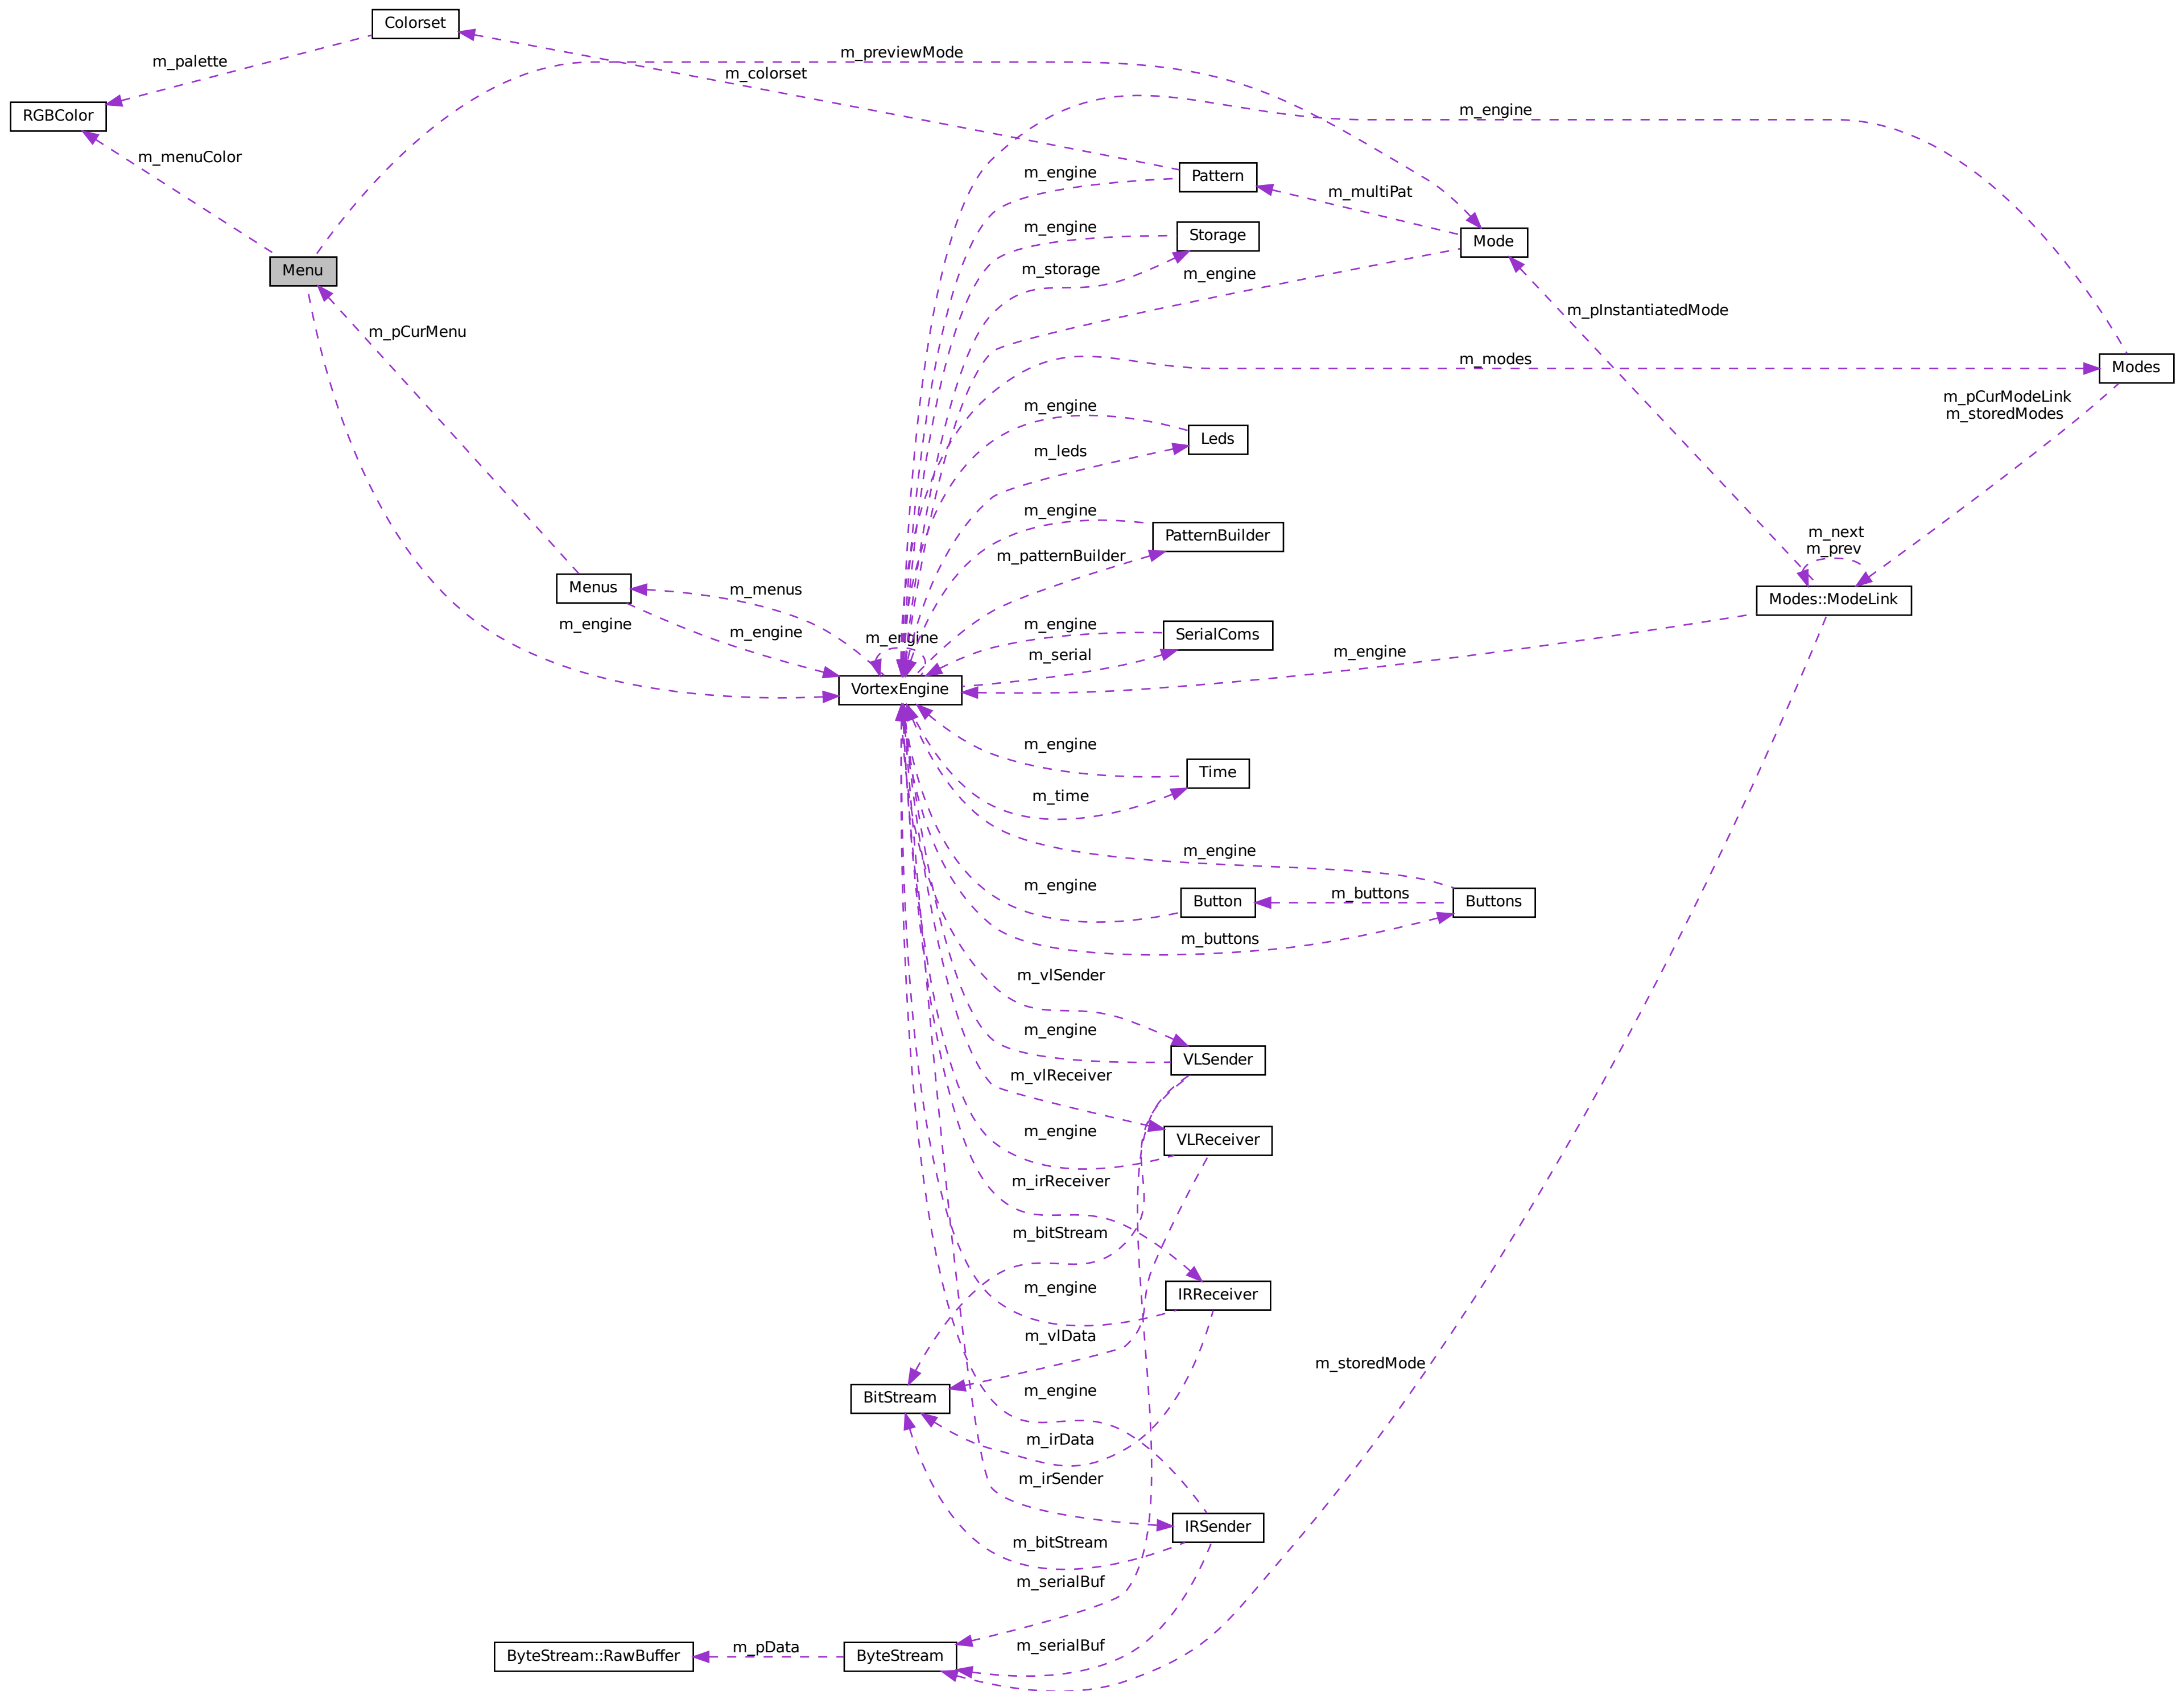 Colorset
m_previewMode
m_palette
m_colorset
RGBColor
m_engine
m_menuColor
m_engine
Pattern
m_multiPat
m_engine
Storage
Mode
Menu
m_storage
m_engine
m_pInstantiatedMode
m_pCurMenu
m_modes
Modes
m_pCurModeLink
m_storedModes
m_engine
Leds
m_leds
m_engine
PatternBuilder
m_next
m_prev
m_patternBuilder
Menus
m_menus
Modes::ModeLink
m_engine
m_engine
m_engine
m_engine
SerialComs
m_serial
m_engine
VortexEngine
m_engine
Time
m_time
m_engine
m_engine
Button
m_buttons
Buttons
m_buttons
m_vlSender
m_engine
VLSender
m_vlReceiver
m_engine
VLReceiver
m_irReceiver
m_bitStream
m_engine
IRReceiver
m_vlData
m_storedMode
BitStream
m_engine
m_irData
m_irSender
IRSender
m_bitStream
m_serialBuf
m_serialBuf
ByteStream::RawBuffer
m_pData
ByteStream